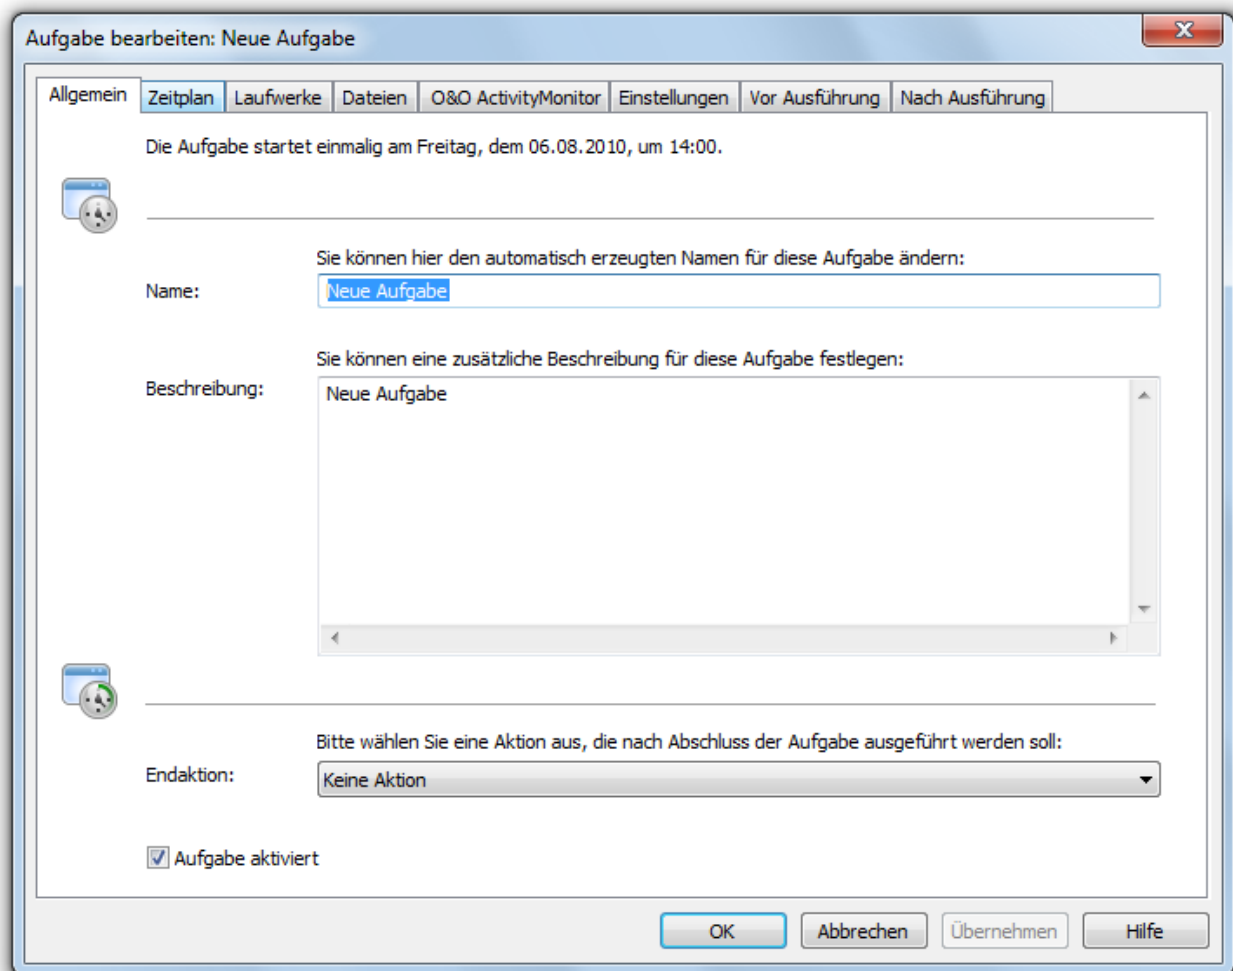 Aufgabe bearbeiten: Neue Aufgabe
Allgemein Zeitplan Laufwerke Dateien O&O ActivityMonitor Einstellungen Vor Ausführung Nach Ausführung
Die Aufgabe startet einmalig am Freitag, dem 06.08.2010, um 14:00.
Sie können hier den automatisch erzeugten Namen für diese Aufgabe ändern:
Name: Neue Aufgabe
Sie können eine zusätzliche Beschreibung für diese Aufgabe festlegen:
Beschreibung: Neue Aufgabe
Bitte wählen Sie eine Aktion aus, die nach Abschluss der Aufgabe ausgeführt werden soll:
Endaktion: Keine Aktion
Aufgabe aktiviert
OK Abbrechen Übernehmen Hilfe